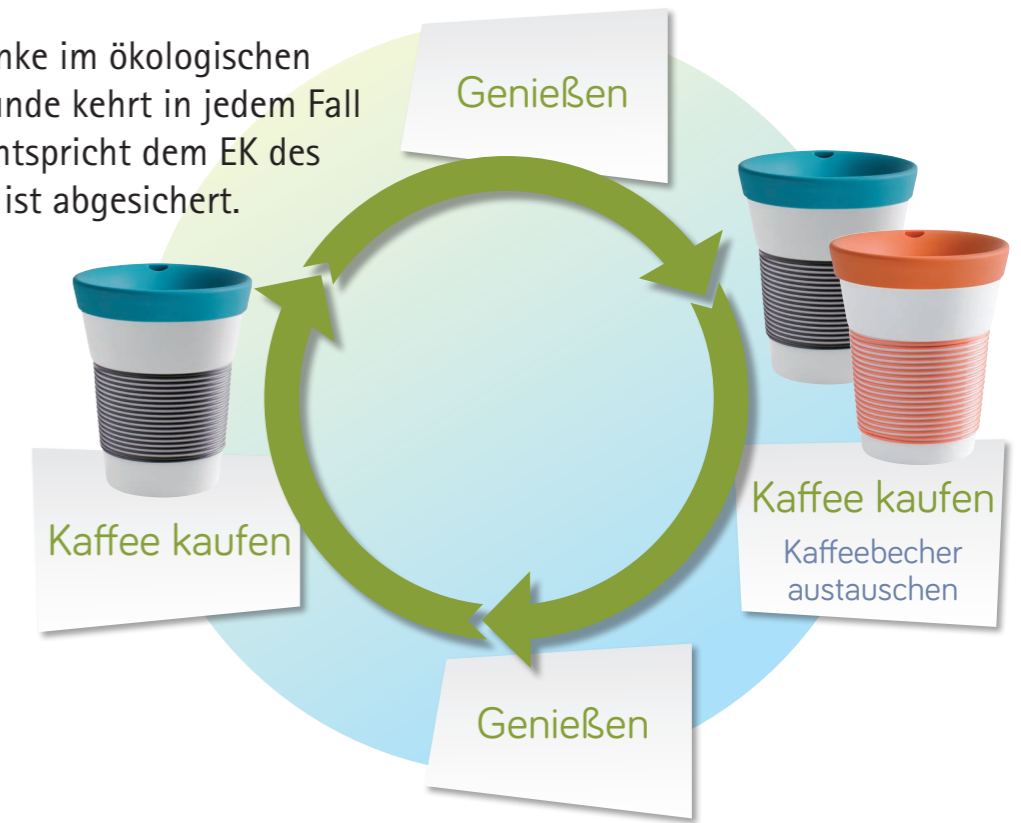 nke im ökologischen
unde kehrt in jedem Fall
ntspricht dem EK des
ist abgesichert.
Genießen
Kaffee kaufen
Kaffee kaufen
Kaffeebecher
austauschen
Genießen